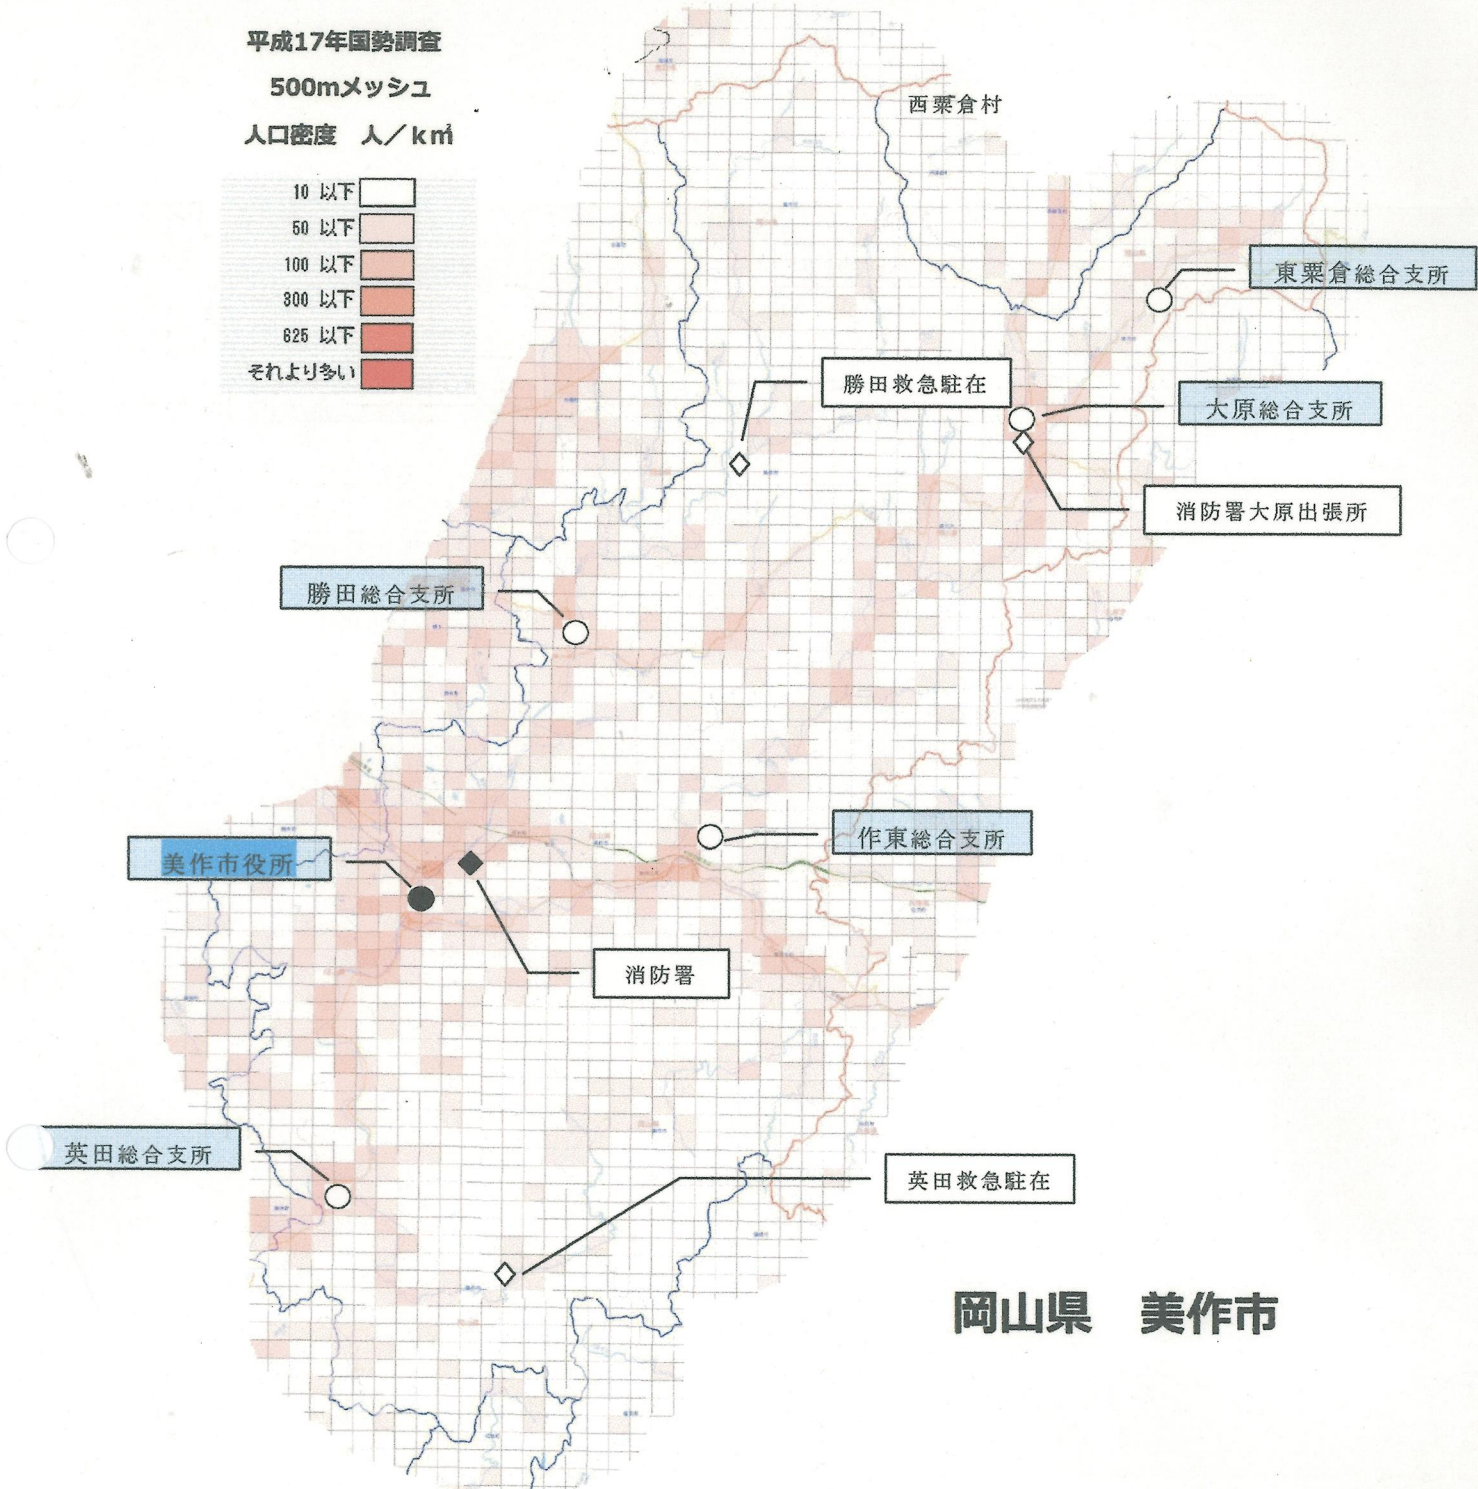 平成17年国勢調査
500mメッシュ
人口密度 人/k㎡
10 以下
50 以下
100 以下
300 以下
625 以下
それより多い
西粟倉村
東粟倉総合支所
勝田救急駐在
大原総合支所
消防署大原出張所
勝田総合支所
作東総合支所
美作市役所
消防署
英田総合支所
英田救急駐在
岡山県 美作市